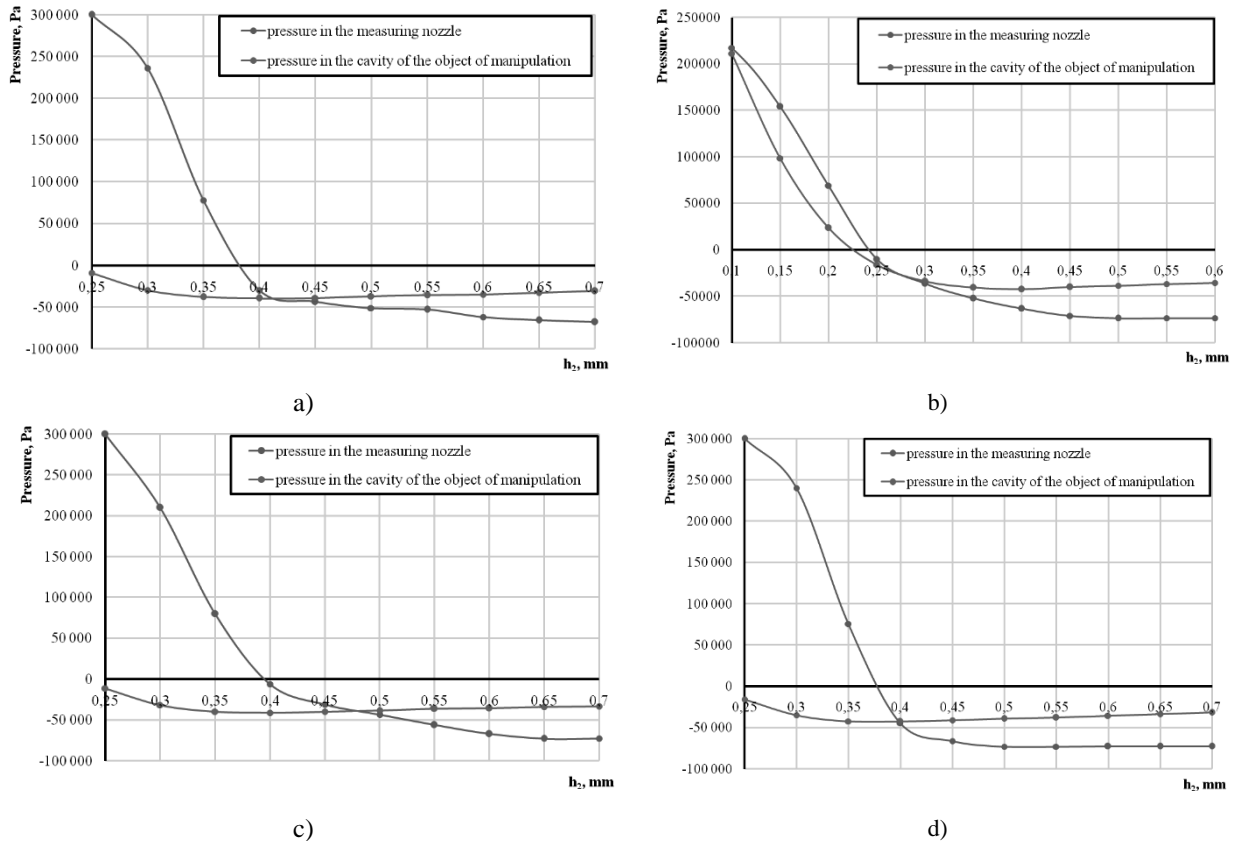 Pressure, Pa
300 000
250 000
200 000
150 000
100 000
50 000
0
-50 000
-100 000
pressure in the measuring nozzle
pressure in the cavity of the object of manipulation
0,25 0,3 0,35 0,4 0,45 0,5 0,55 0,6 0,65 0,7
h₂, mm
a)
Pressure, Pa
250000
200000
150000
100000
50000
0
-50000
-100000
pressure in the measuring nozzle
pressure in the cavity of the object of manipulation
0,1 0,15 0,2 0,25 0,3 0,35 0,4 0,45 0,5 0,55 0,6
h₂, mm
b)
Pressure, Pa
300 000
250 000
200 000
150 000
100 000
50 000
0
-50 000
-100 000
pressure in the measuring nozzle
pressure in the cavity of the object of manipulation
0,25 0,3 0,35 0,4 0,45 0,5 0,55 0,6 0,65 0,7
h₂, mm
c)
Pressure, Pa
300 000
250 000
200 000
150 000
100 000
50 000
0
-50 000
-100 000
pressure in the measuring nozzle
pressure in the cavity of the object of manipulation
0,25 0,3 0,35 0,4 0,45 0,5 0,55 0,6 0,65 0,7
h₂, mm
d)